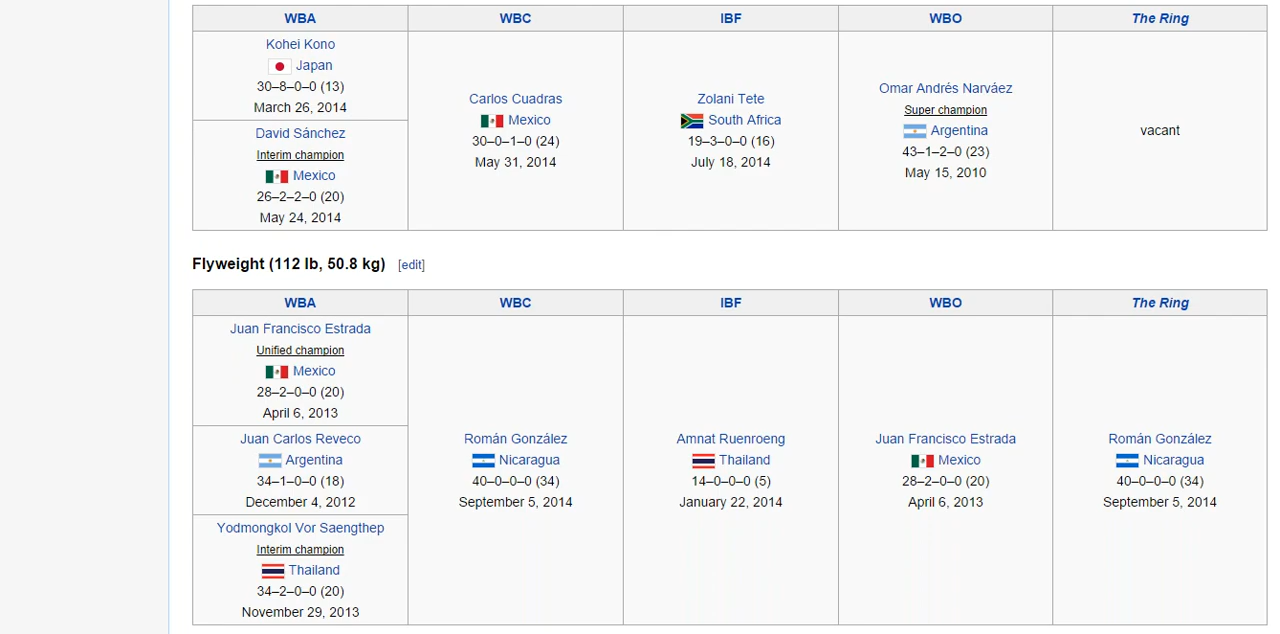 WBA WBC IBF WBO The Ring
Kohei Kono
Japan
30–8–0–0 (13)
March 26, 2014
David Sánchez
Interim champion
Mexico
26–2–2–0 (20)
May 24, 2014
Carlos Cuadras
Mexico
30–0–1–0 (24)
May 31, 2014
Zolani Tete
South Africa
19–3–0–0 (16)
July 18, 2014
Omar Andrés Narváez
Super champion
Argentina
43–1–2–0 (23)
May 15, 2010
vacant
Flyweight (112 lb, 50.8 kg) [edit]
WBA WBC IBF WBO The Ring
Juan Francisco Estrada
Unified champion
Mexico
28–2–0–0 (20)
April 6, 2013
Juan Carlos Reveco
Argentina
34–1–0–0 (18)
December 4, 2012
Yodmongkol Vor Saengthep
Interim champion
Thailand
34–2–0–0 (20)
November 29, 2013
Román González
Nicaragua
40–0–0–0 (34)
September 5, 2014
Amnat Ruenroeng
Thailand
14–0–0–0 (5)
January 22, 2014
Juan Francisco Estrada
Mexico
28–2–0–0 (20)
April 6, 2013
Román González
Nicaragua
40–0–0–0 (34)
September 5, 2014